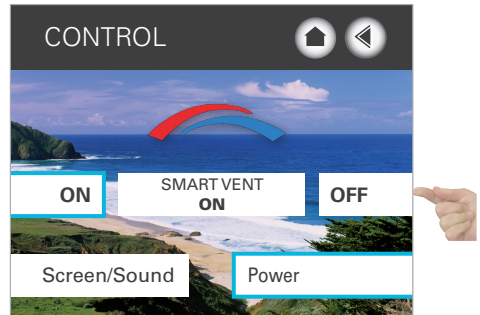 CONTROL
ON
SMART VENT
ON
OFF
Screen/Sound
Power